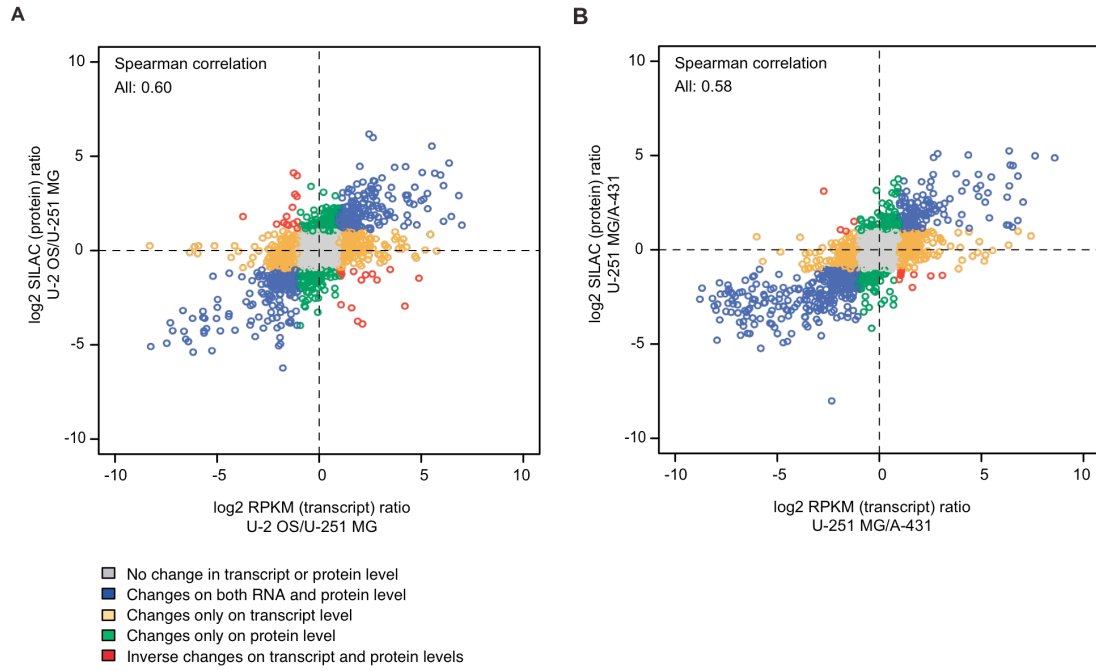 A
Spearman correlation
All: 0.60
log2 SILAC (protein) ratio
U-2 OS/U-251 MG
10
5
0
-5
-10
-10
-5
0
5
10
log2 RPKM (transcript) ratio
U-2 OS/U-251 MG
B
Spearman correlation
All: 0.58
log2 SILAC (protein) ratio
U-251 MG/A-431
10
5
0
-5
-10
-10
-5
0
5
10
log2 RPKM (transcript) ratio
U-251 MG/A-431
No change in transcript or protein level
Changes on both RNA and protein level
Changes only on transcript level
Changes only on protein level
Inverse changes on transcript and protein levels